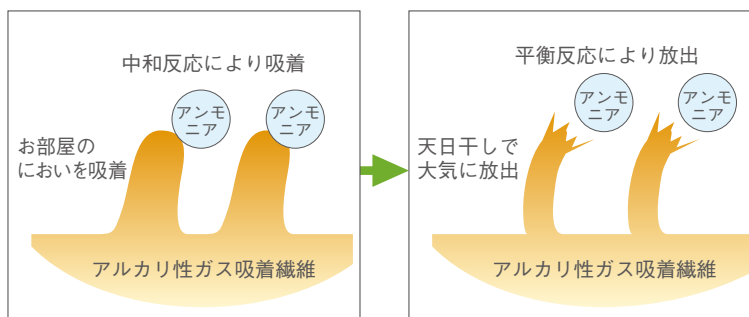 中和反応により吸着
アンモ
ニア
アンモ
ニア
お部屋の
においを吸着
アルカリ性ガス吸着繊維
平衡反応により放出
アンモ
ニア
アンモ
ニア
天日干しで
大気に放出
アルカリ性ガス吸着繊維